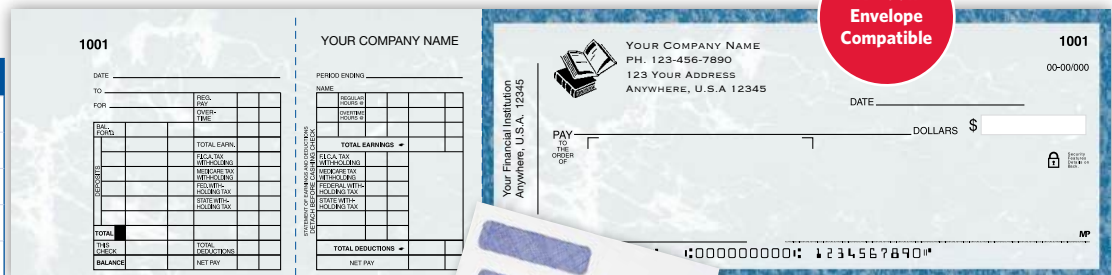 1001
DATE
TO
FOR
REG. PAY
OVER-TIME
BAL. FOR'D
DEPOSITS
TOTAL EARN.
F.I.C.A. TAX WITHHOLDING
MEDICARE TAX WITHHOLDING
FED. WITH-HOLDING TAX
STATE WITH-HOLDING TAX
TOTAL
THIS CHECK
TOTAL DEDUCTIONS
BALANCE
NET PAY
YOUR COMPANY NAME
PERIOD ENDING
NAME
REGULAR HOURS @
OVERTIME HOURS @
STATEMENT OF EARNINGS AND DEDUCTIONS
DETACH BEFORE CASHING CHECK
TOTAL EARNINGS
F.I.C.A. TAX WITHHOLDING
MEDICARE TAX WITHHOLDING
FEDERAL WITH-HOLDING TAX
STATE WITH-HOLDING TAX
TOTAL DEDUCTIONS
NET PAY
Envelope
Compatible
YOUR COMPANY NAME
PH. 123-456-7890
123 YOUR ADDRESS
ANYWHERE, U.S.A 12345
1001
00-00/000
DATE
Your Financial Institution
Anywhere, U.S.A. 12345
PAY
TO
THE
ORDER
OF
DOLLARS $
Security
Features
Details on
Back.
MP
⑆000000000⑆ 1234567890⑈